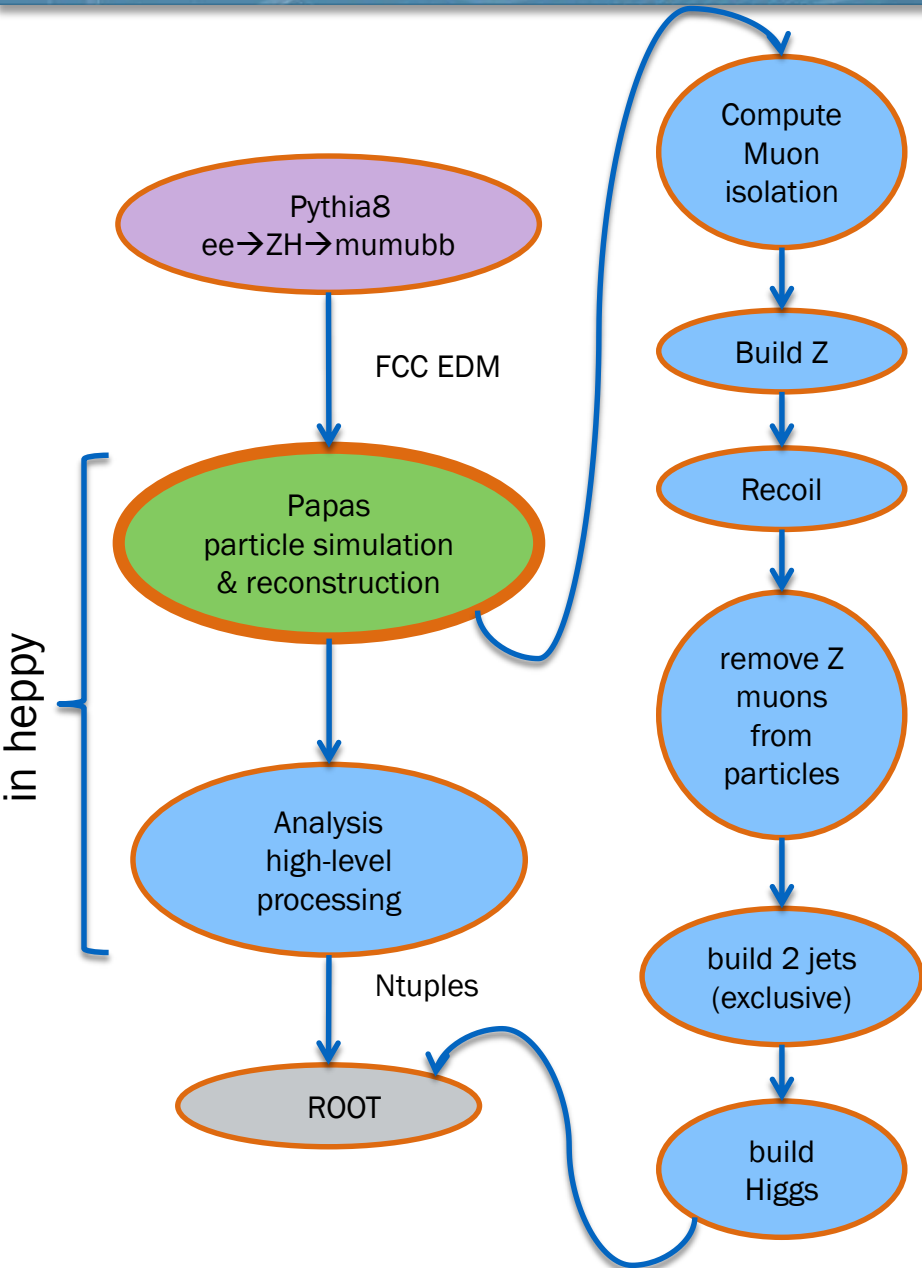 Pythia8
ee→ZH→mumubb
FCC EDM
in heppy
Papas
particle simulation
& reconstruction
Analysis
high-level
processing
Ntuples
ROOT
Compute
Muon
isolation
Build Z
Recoil
remove Z
muons
from
particles
build 2 jets
(exclusive)
build
Higgs